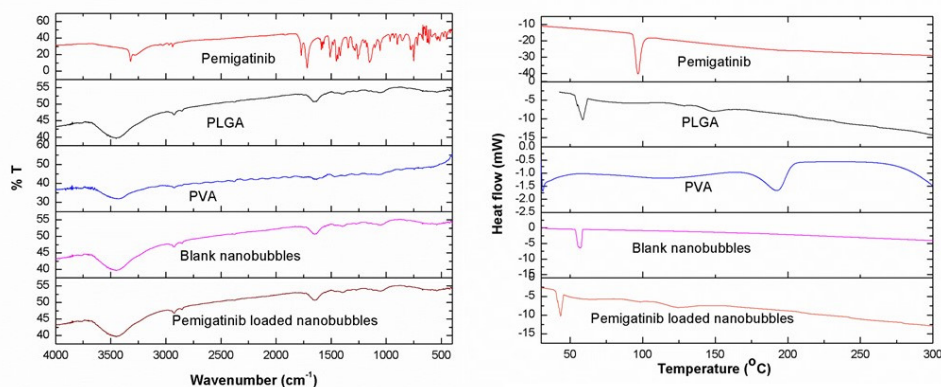 60
40
20
0
Pemigatinib
55
50
45
40
PLGA
60
50
40
30
PVA
55
50
45
40
Blank nanobubbles
55
50
45
40
Pemigatinib loaded nanobubbles
% T
4000 3500 3000 2500 2000 1500 1000 500
Wavenumber (cm-1)
-10
-20
-30
-40
Pemigatinib
-5
-10
-15
PLGA
0.0
-0.5
-1.0
-1.5
-2.0
2.5
PVA
0
-5
-10
-15
Blank nanobubbles
-5
-10
-15
Pemigatinib loaded nanobubbles
Heat flow (mW)
50 100 150 200 250 300
Temperature (°C)